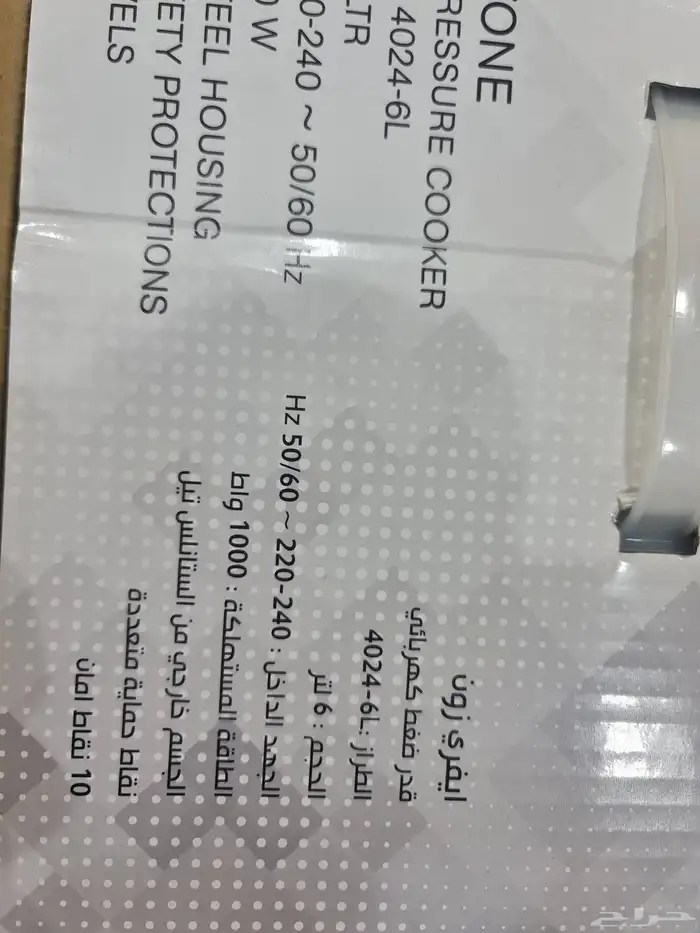 ONE
RESSURE COOKER
4024-6L
LTR
0-240 ~ 50/60 Hz
0 W
TEEL HOUSING
ETY PROTECTIONS
ELS
ايفري زون
قدر ضغط كهربائي
الطراز: 4024-6L
الحجم : 6 لتر
الجهد الداخل : 220-240 ~ 50/60 Hz
الطاقة المستهلكة : 1000 واط
الجسم خارجي من الستانلس تيل
نقاط حماية متعددة
10 نقاط امان
حراج